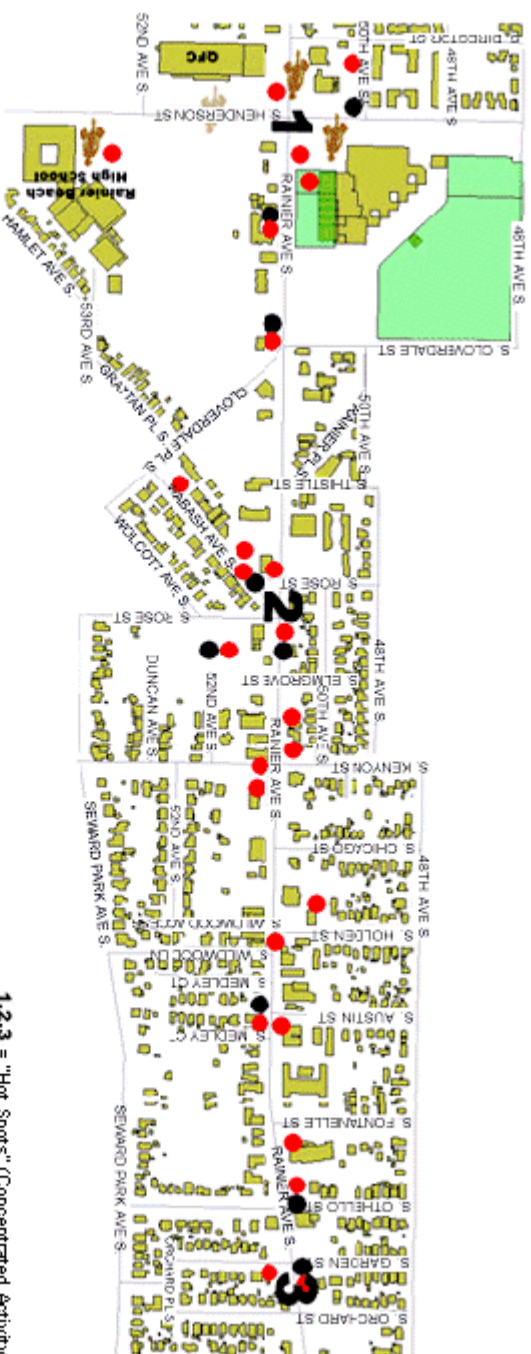 52ND AVE S.
QFC
50TH AVE S.
S. DIRECTOR ST
48TH AVE S.
S. HENDERSON ST
1
Rainier Beach
High School
RAINIER AVE S.
48TH AVE S.
HAMLET AVE S.
53RD AVE S.
S. CLOVERDALE ST
GRAYTAN PL S.
PL S.
CLOVERDALE
50TH AVE S.
RAINIER PL S.
S. THISTLE ST
WABASH AVE S.
WOLCOTT AVE S.
S. ROSE ST
2
S. ROSE ST
48TH AVE S.
DUNCAN AVE S.
52ND AVE S.
S. ELMGROVE ST
50TH AVE S.
RAINIER AVE S.
S. KENYON ST
SEWARD PARK AVE S.
52ND AVE S.
S. CHICAGO ST
48TH AVE S.
S. HOLDEN ST
S. WILDWOOD LN
S. MEDLEY CT
S. AUSTIN ST
S. MEDLEY C
SEWARD PARK AVE S.
S. FONTANELLE ST
RAINIER AVE S.
S. OTHELLO ST
S. GARDEN ST
ORCHARD PL S.
3
S. ORCHARD ST
1,2,3 = "Hot Spots" (Concentrated Activity